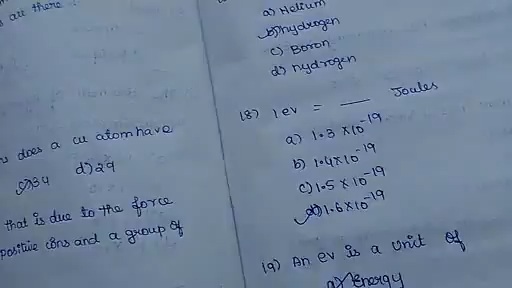 all there
does a cu atom have
c) 34 d) 29
that is due to the force
positive ions and a group of
a) Helium
b) hydrogen
c) Boron
d) hydrogen
18) 1ev = ___ Joules
a) 1.3 × 10⁻¹⁹
b) 1.4 × 10⁻¹⁹
c) 1.5 × 10⁻¹⁹
d) 1.6 × 10⁻¹⁹
19) An ev is a unit of
a) Energy